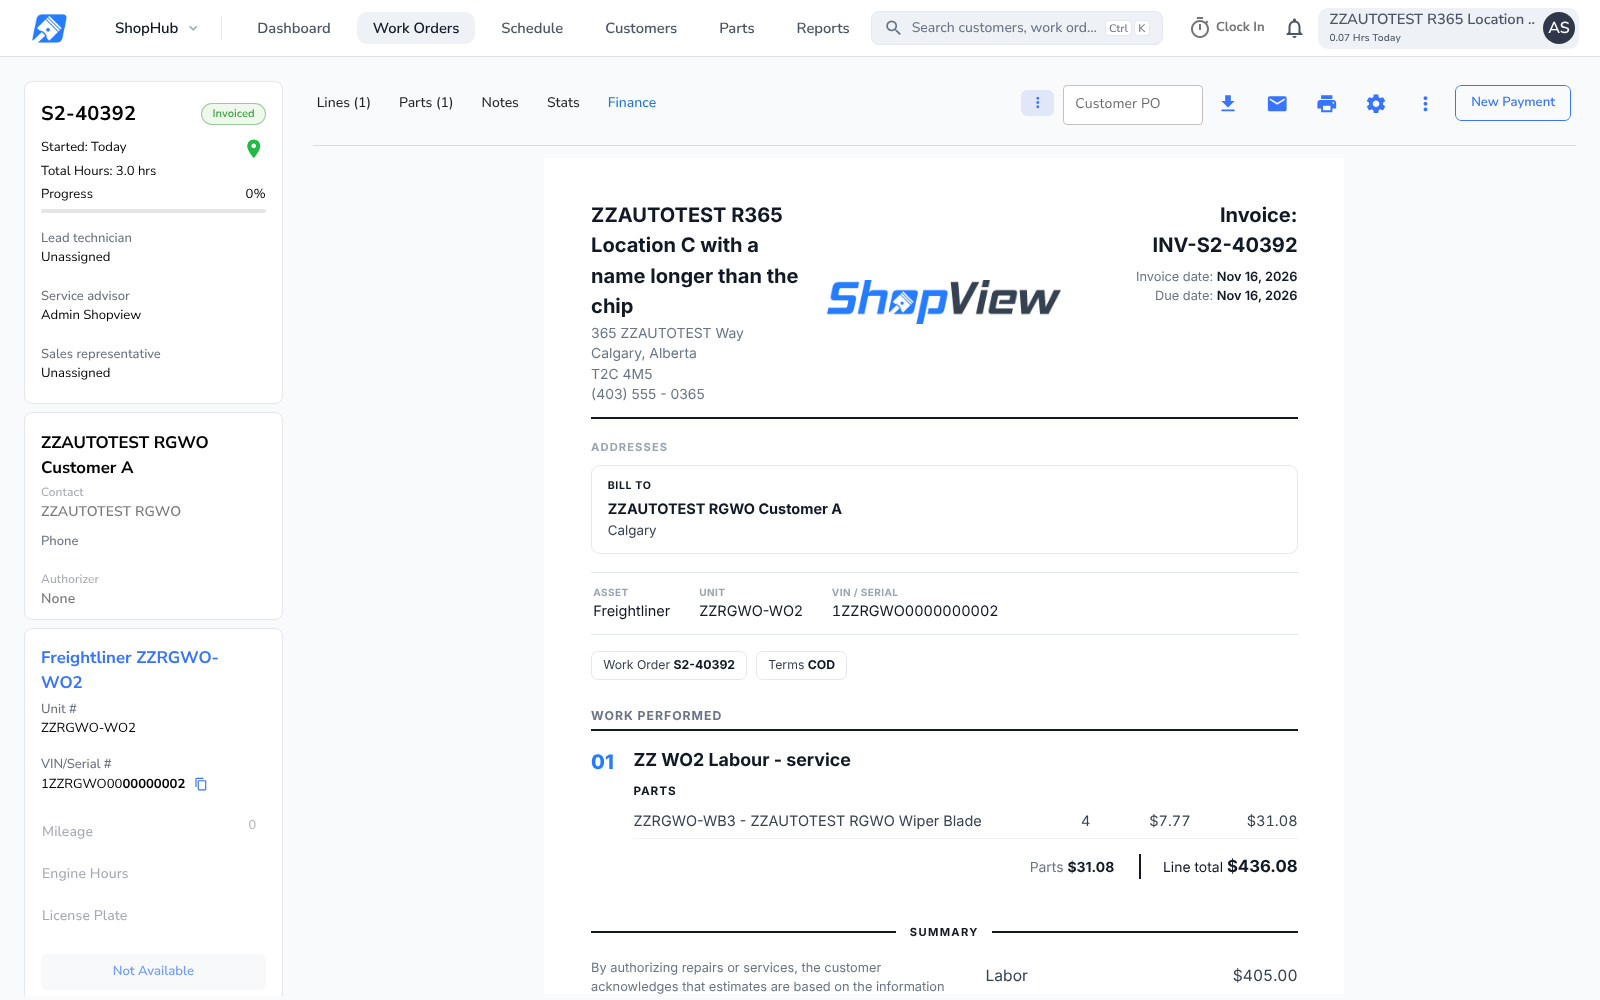 ShopHub
Dashboard
Work Orders
Schedule
Customers
Parts
Reports
Search customers, work ord...
Ctrl
K
Clock In
ZZAUTOTEST R365 Location ..
0.07 Hrs Today
AS
S2-40392
Invoiced
Started: Today
Total Hours: 3.0 hrs
Progress
0%
Lead technician
Unassigned
Service advisor
Admin Shopview
Sales representative
Unassigned
ZZAUTOTEST RGWO
Customer A
Contact
ZZAUTOTEST RGWO
Phone
Authorizer
None
Freightliner ZZRGWO-
WO2
Unit #
ZZRGWO-WO2
VIN/Serial #
1ZZRGWO0000000002
Mileage
0
Engine Hours
License Plate
Not Available
Lines (1)
Parts (1)
Notes
Stats
Finance
Customer PO
New Payment
ZZAUTOTEST R365
Location C with a
name longer than the
chip
365 ZZAUTOTEST Way
Calgary, Alberta
T2C 4M5
(403) 555 - 0365
ShopView
Invoice:
INV-S2-40392
Invoice date: Nov 16, 2026
Due date: Nov 16, 2026
ADDRESSES
BILL TO
ZZAUTOTEST RGWO Customer A
Calgary
ASSET
Freightliner
UNIT
ZZRGWO-WO2
VIN / SERIAL
1ZZRGWO0000000002
Work Order S2-40392
Terms COD
WORK PERFORMED
01 ZZ WO2 Labour - service
PARTS
ZZRGWO-WB3 - ZZAUTOTEST RGWO Wiper Blade 4 $7.77 $31.08
Parts $31.08
Line total $436.08
SUMMARY
By authorizing repairs or services, the customer
acknowledges that estimates are based on the information
Labor $405.00